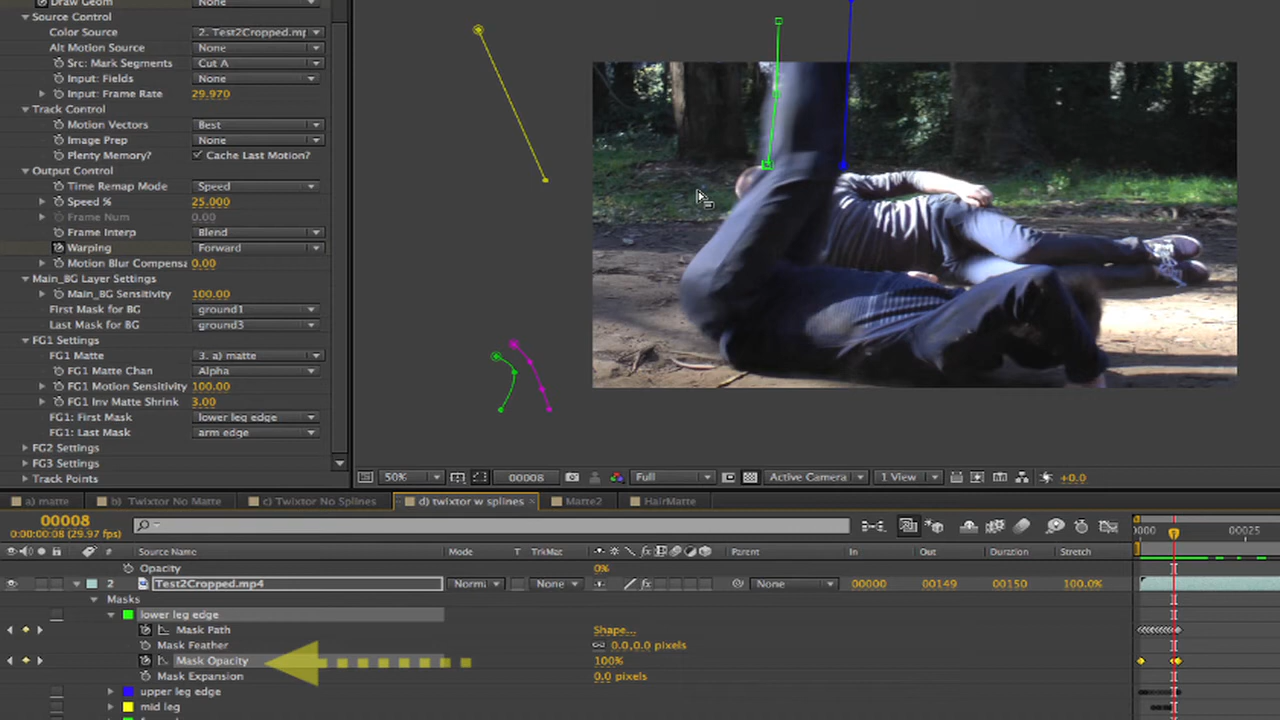 Draw Geom None
Source Control
Color Source 2. Test2Cropped.mp
Alt Motion Source None
Src: Mark Segments Cut A
Input: Fields None
Input: Frame Rate 29.970
Track Control
Motion Vectors Best
Image Prep None
Plenty Memory? Cache Last Motion?
Output Control
Time Remap Mode Speed
Speed % 25.000
Frame Num 0.00
Frame Interp Blend
Warping Forward
Motion Blur Compensa 0.00
Main_BG Layer Settings
Main_BG Sensitivity 100.00
First Mask for BG ground1
Last Mask for BG ground3
FG1 Settings
FG1 Matte 3. a) matte
FG1 Matte Chan Alpha
FG1 Motion Sensitivity 100.00
FG1 Inv Matte Shrink 3.00
FG1: First Mask lower leg edge
FG1: Last Mask arm edge
FG2 Settings
FG3 Settings
Track Points
50% 00008 Full Active Camera 1 View +0.0
a) matte b) Twixtor No Matte c) Twixtor No Splines d) twixtor w splines Matte2 HairMatte
00008
0:00:00:08 (29.97 fps)
0000 00025
# Source Name Mode T TrkMat Parent In Out Duration Stretch
Opacity 0%
2 Test2Cropped.mp4 Norma None None 00000 00149 00150 100.0%
Masks
lower leg edge
Mask Path Shape...
Mask Feather 0.0,0.0 pixels
Mask Opacity 100%
Mask Expansion 0.0 pixels
upper leg edge
mid leg